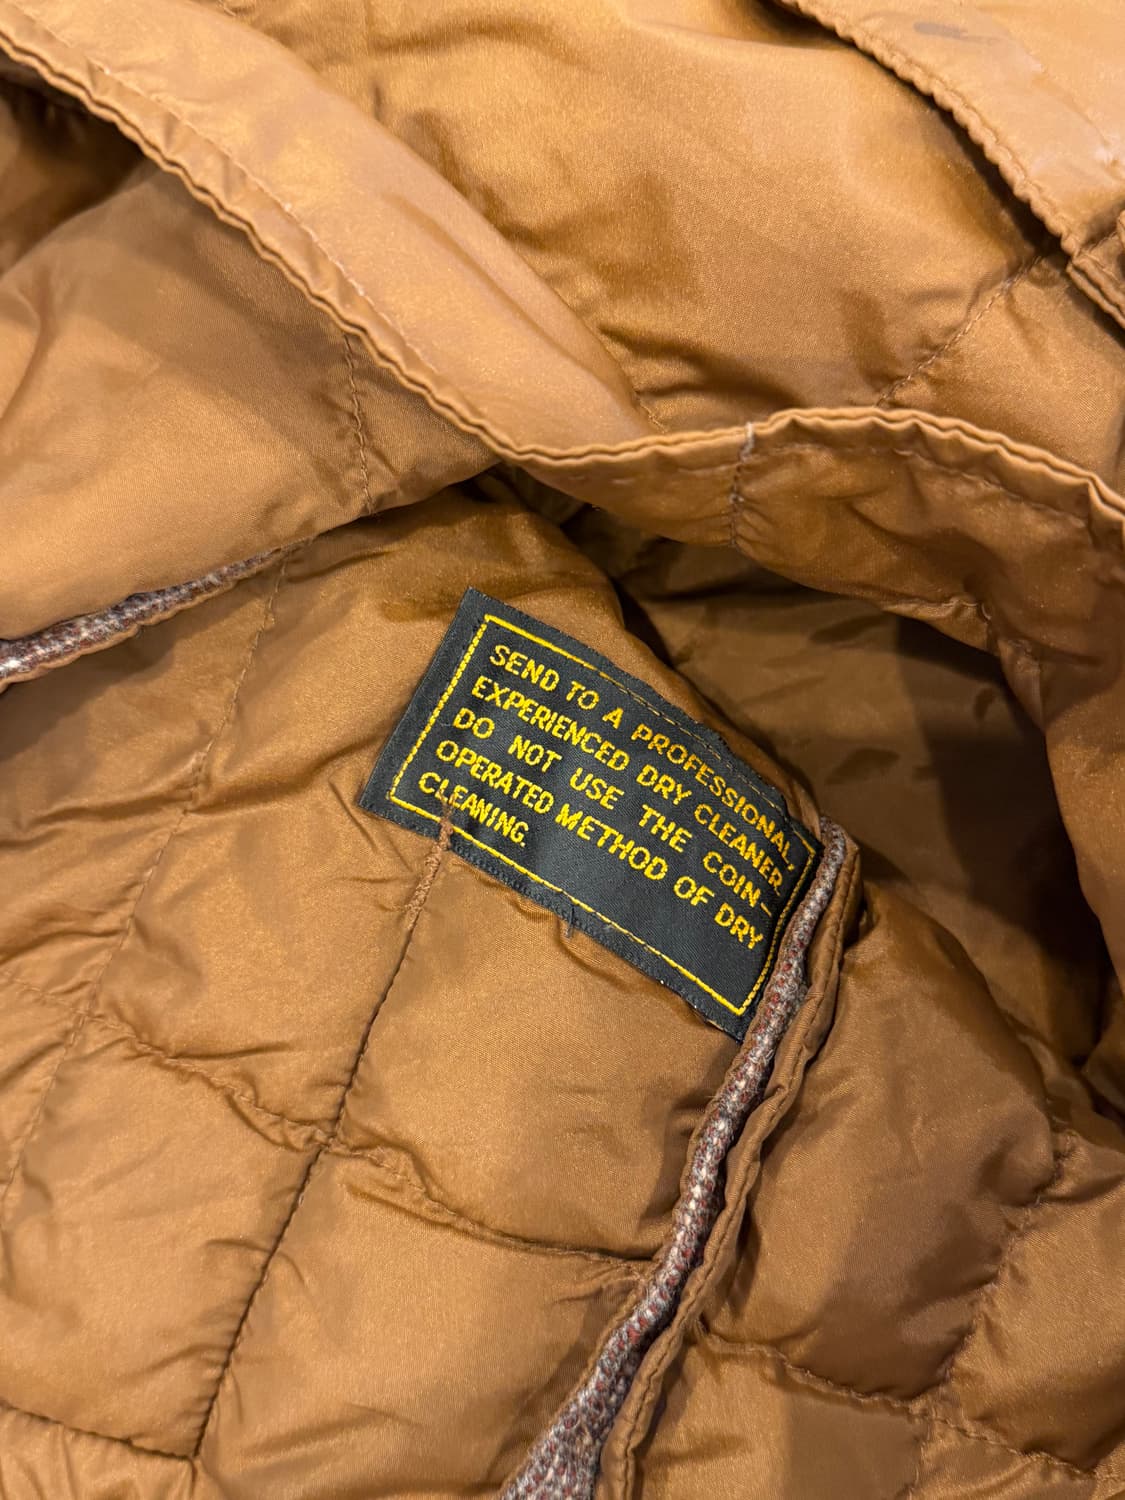 SEND TO A PROFESSIONAL,
EXPERIENCED DRY CLEANER.
DO NOT USE THE COIN-
OPERATED METHOD OF DRY
CLEANING.